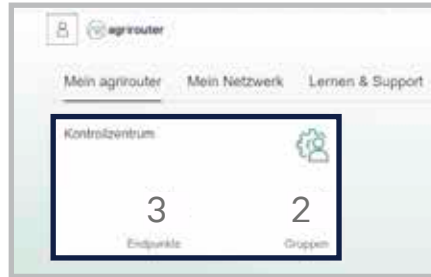 agrirouter
Mein agrirouter Mein Netzwerk Lernen & Support
Kontrollzentrum
3 2
Endpunkte Gruppen